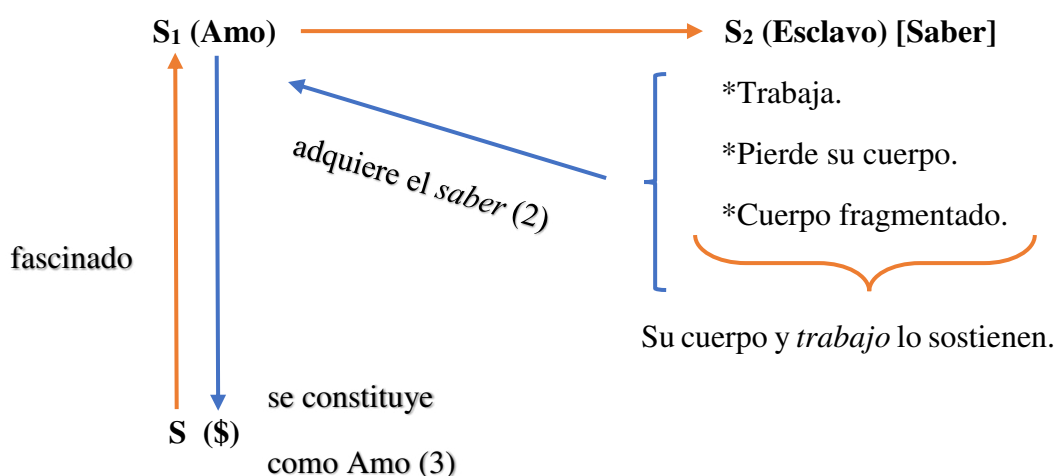 S₁ (Amo)
S₂ (Esclavo) [Saber]
*Trabaja.
*Pierde su cuerpo.
*Cuerpo fragmentado.
adquiere el saber (2)
fascinado
Su cuerpo y trabajo lo sostienen.
se constituye
S ($)
como Amo (3)